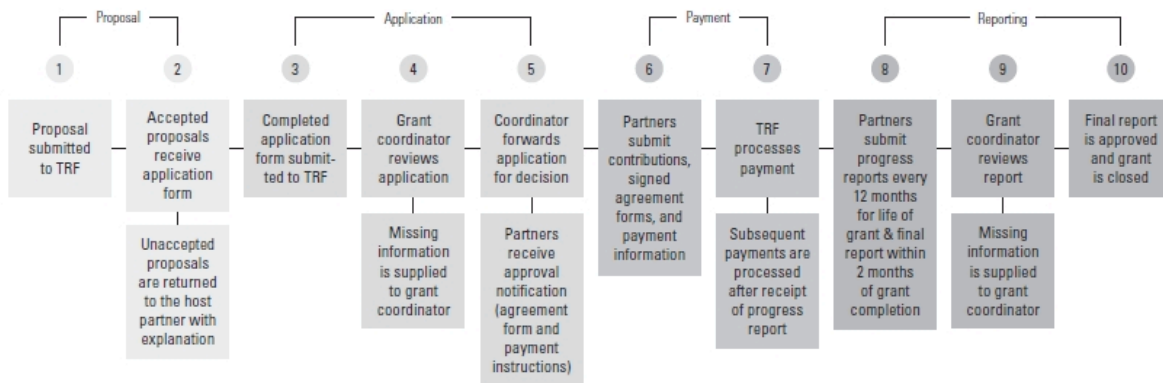 Proposal
Application
Payment
Reporting
1
2
3
4
5
6
7
8
9
10
Proposal
submitted
to TRF
Accepted
proposals
receive
application
form
Completed
application
form submit-
ted to TRF
Grant
coordinator
reviews
application
Coordinator
forwards
application
for decision
Partners
submit
contributions,
signed
agreement
forms, and
payment
information
TRF
processes
payment
Partners
submit
progress
reports every
12 months
for life of
grant & final
report within
2 months
of grant
completion
Grant
coordinator
reviews
report
Final report
is approved
and grant
is closed
Unaccepted
proposals
are returned
to the host
partner with
explanation
Missing
information
is supplied
to grant
coordinator
Partners
receive
approval
notification
(agreement
form and
payment
instructions)
Subsequent
payments are
processed
after receipt
of progress
report
Missing
information
is supplied
to grant
coordinator